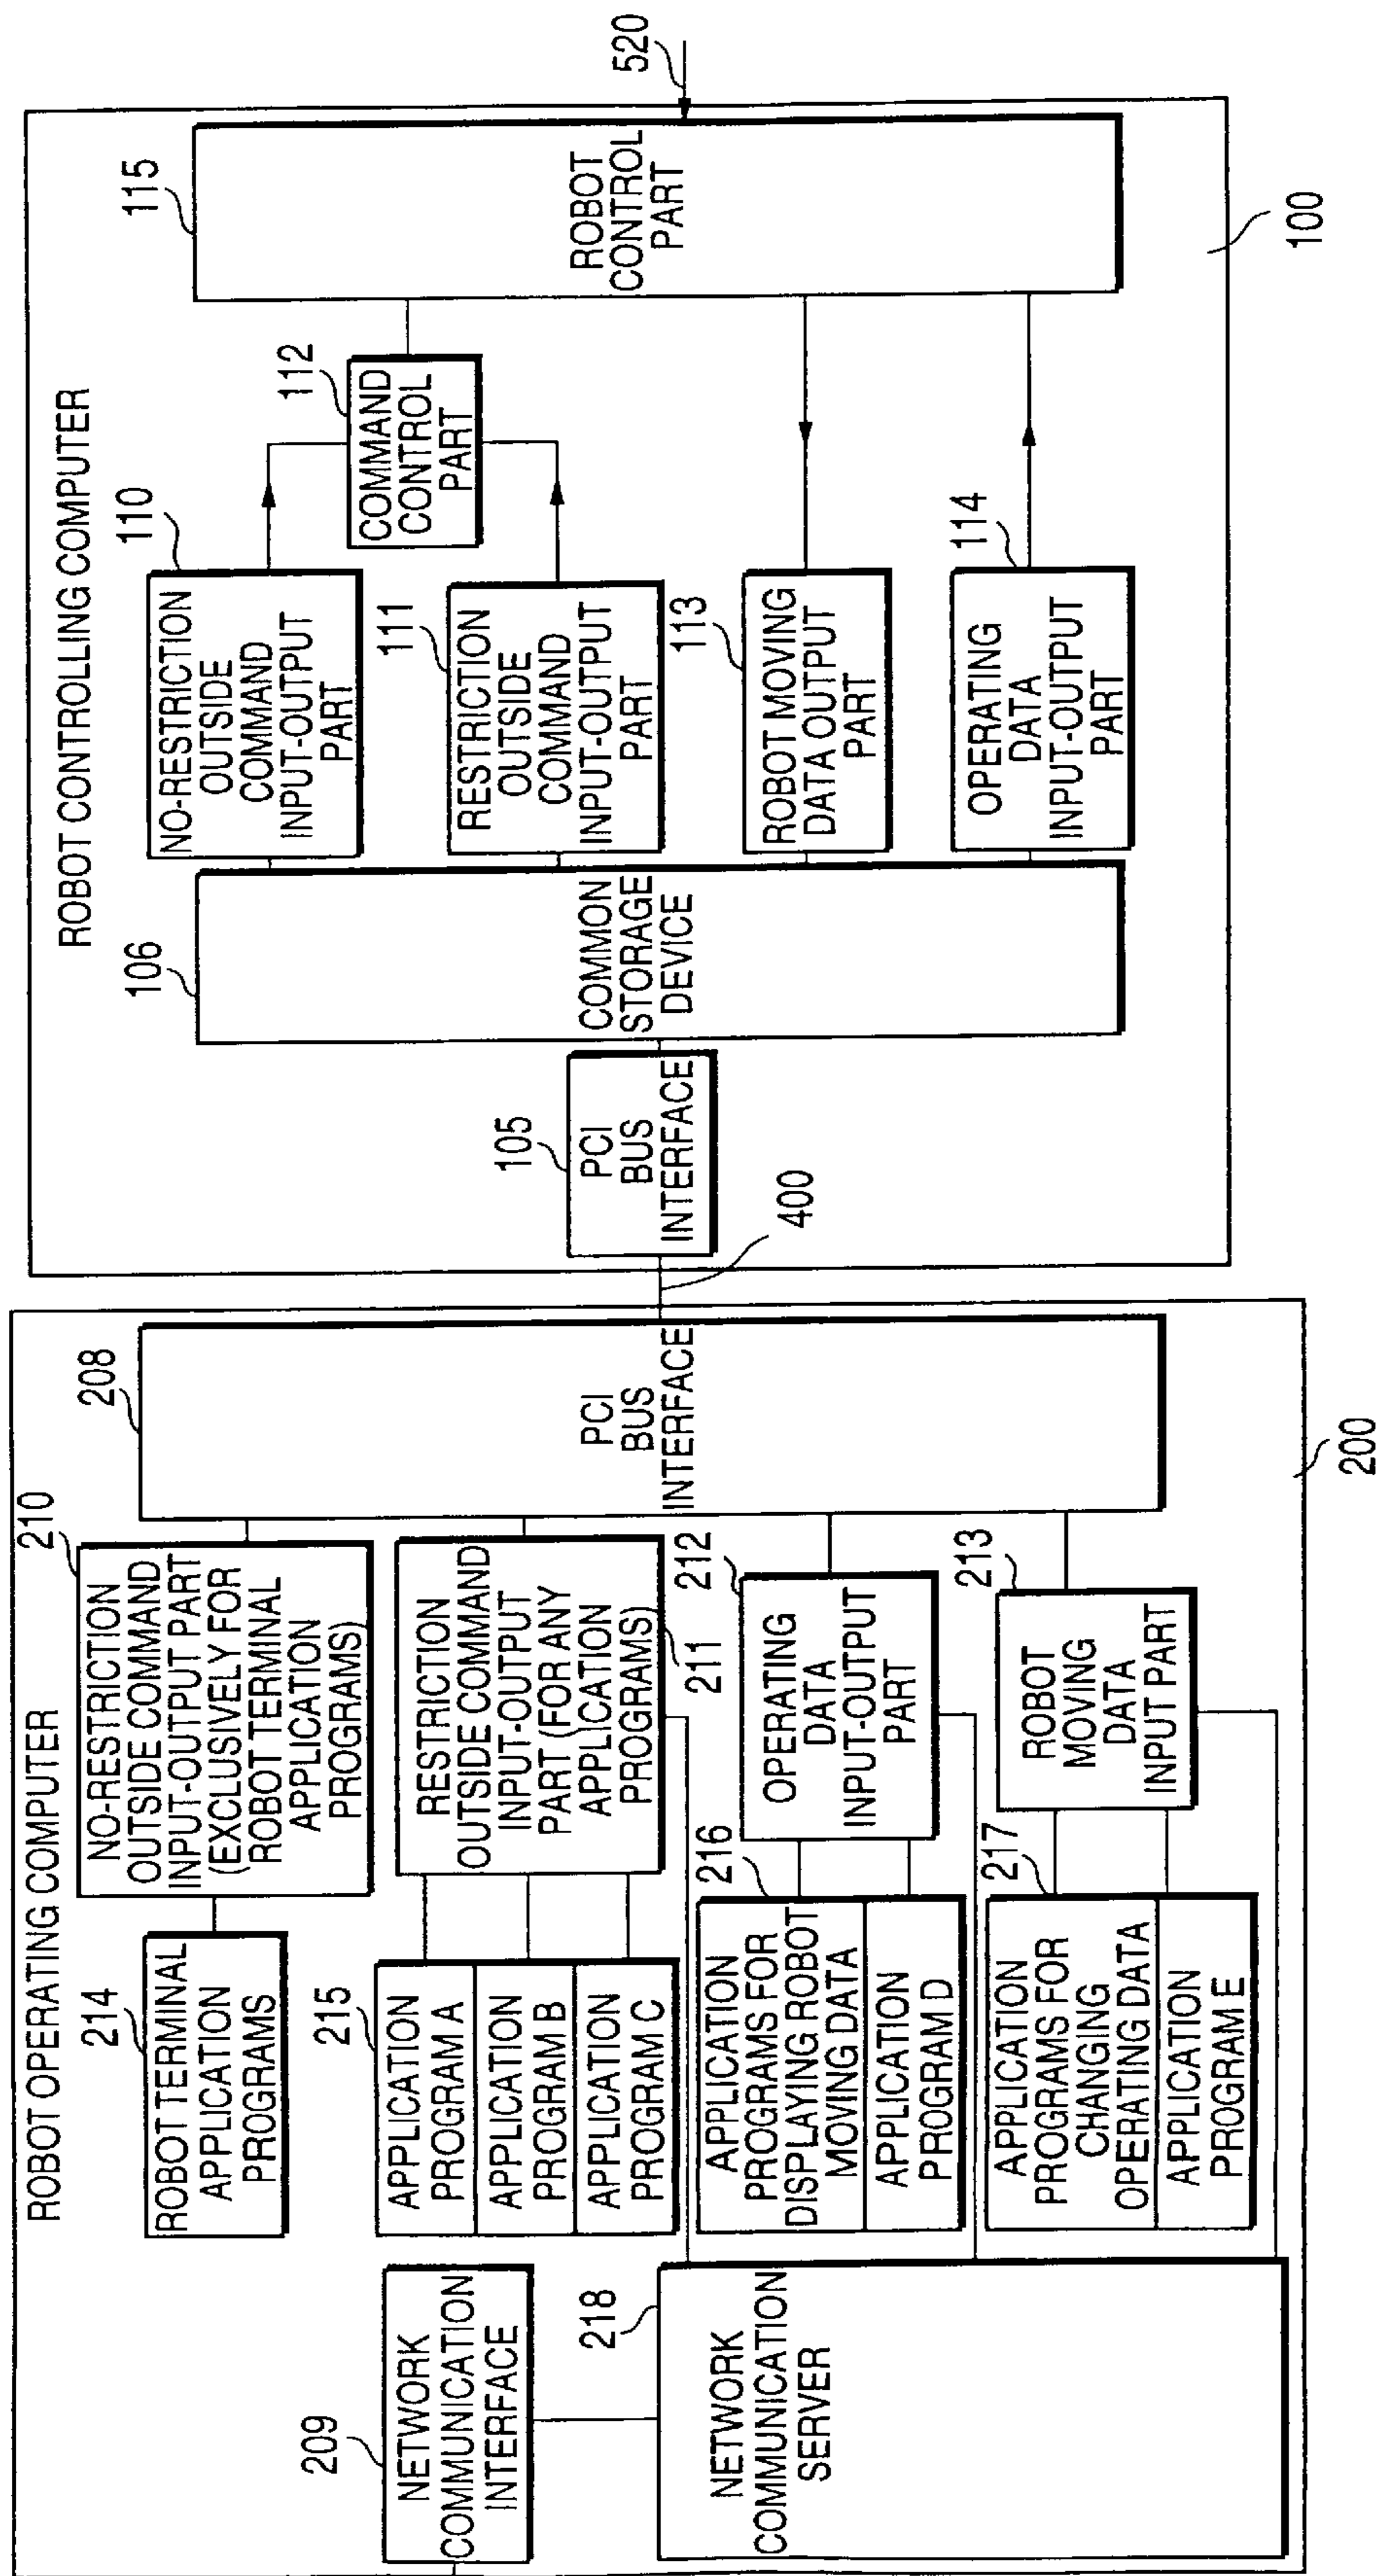 ROBOT OPERATING COMPUTER
209
NETWORK
COMMUNICATION
INTERFACE
218
NETWORK
COMMUNICATION
SERVER
214
ROBOT TERMINAL
APPLICATION
PROGRAMS
215
APPLICATION
PROGRAM A
APPLICATION
PROGRAM B
APPLICATION
PROGRAM C
216
APPLICATION
PROGRAMS FOR
DISPLAYING ROBOT
MOVING DATA
APPLICATION
PROGRAM D
217
APPLICATION
PROGRAMS FOR
CHANGING
OPERATING DATA
APPLICATION
PROGRAM E
210
NO-RESTRICTION
OUTSIDE COMMAND
INPUT-OUTPUT PART
(EXCLUSIVELY FOR
ROBOT TERMINAL
APPLICATION
PROGRAMS)
RESTRICTION
OUTSIDE COMMAND
INPUT-OUTPUT
PART (FOR ANY
APPLICATION
PROGRAMS)
211
212
OPERATING
DATA
INPUT-OUTPUT
PART
213
ROBOT
MOVING
DATA
INPUT PART
208
PCI
BUS
INTERFACE
200
400
ROBOT CONTROLLING COMPUTER
105
PCI
BUS
INTERFACE
106
COMMON
STORAGE
DEVICE
110
NO-RESTRICTION
OUTSIDE
COMMAND
INPUT-OUTPUT
PART
111
RESTRICTION
OUTSIDE
COMMAND
INPUT-OUTPUT
PART
113
ROBOT MOVING
DATA OUTPUT
PART
114
OPERATING
DATA
INPUT-OUTPUT
PART
112
COMMAND
CONTROL
PART
115
ROBOT
CONTROL
PART
520
100